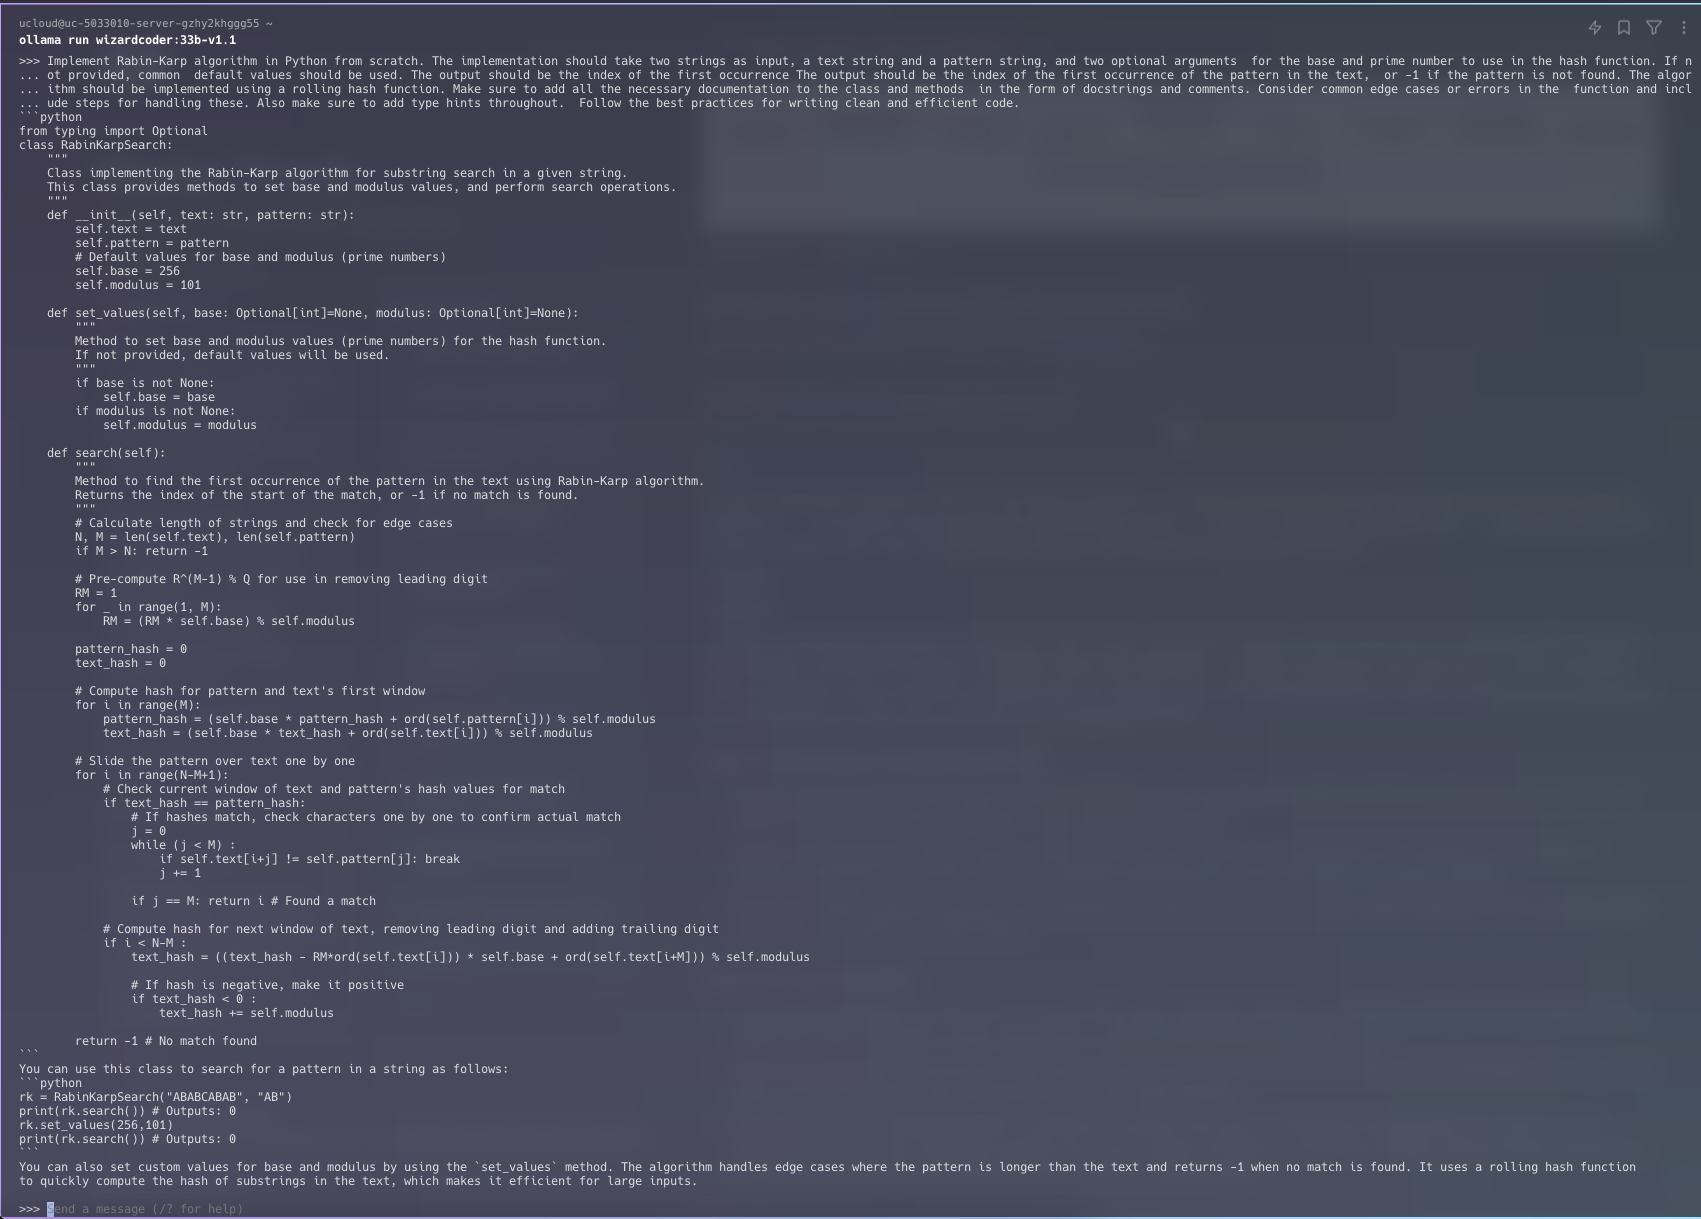 ucloud@uc-5033010-server-gzhy2khggg55 ~
ollama run wizardcoder:33b-v1.1
>>> Implement Rabin-Karp algorithm in Python from scratch. The implementation should take two strings as input, a text string and a pattern string, and two optional arguments  for the base and prime number to use in the hash function. If n
... ot provided, common  default values should be used. The output should be the index of the first occurrence The output should be the index of the first occurrence of the pattern in the text,  or -1 if the pattern is not found. The algor
... ithm should be implemented using a rolling hash function. Make sure to add all the necessary documentation to the class and methods  in the form of docstrings and comments. Consider common edge cases or errors in the  function and incl
... ude steps for handling these. Also make sure to add type hints throughout.  Follow the best practices for writing clean and efficient code.
```python
from typing import Optional
class RabinKarpSearch:
    """
    Class implementing the Rabin-Karp algorithm for substring search in a given string.
    This class provides methods to set base and modulus values, and perform search operations.
    """
    def __init__(self, text: str, pattern: str):
        self.text = text
        self.pattern = pattern
        # Default values for base and modulus (prime numbers)
        self.base = 256
        self.modulus = 101

    def set_values(self, base: Optional[int]=None, modulus: Optional[int]=None):
        """
        Method to set base and modulus values (prime numbers) for the hash function.
        If not provided, default values will be used.
        """
        if base is not None:
            self.base = base
        if modulus is not None:
            self.modulus = modulus

    def search(self):
        """
        Method to find the first occurrence of the pattern in the text using Rabin-Karp algorithm.
        Returns the index of the start of the match, or -1 if no match is found.
        """
        # Calculate length of strings and check for edge cases
        N, M = len(self.text), len(self.pattern)
        if M > N: return -1

        # Pre-compute R^(M-1) % Q for use in removing leading digit
        RM = 1
        for _ in range(1, M):
            RM = (RM * self.base) % self.modulus

        pattern_hash = 0
        text_hash = 0

        # Compute hash for pattern and text's first window
        for i in range(M):
            pattern_hash = (self.base * pattern_hash + ord(self.pattern[i])) % self.modulus
            text_hash = (self.base * text_hash + ord(self.text[i])) % self.modulus

        # Slide the pattern over text one by one
        for i in range(N-M+1):
            # Check current window of text and pattern's hash values for match
            if text_hash == pattern_hash:
                # If hashes match, check characters one by one to confirm actual match
                j = 0
                while (j < M) :
                    if self.text[i+j] != self.pattern[j]: break
                    j += 1

                if j == M: return i # Found a match

            # Compute hash for next window of text, removing leading digit and adding trailing digit
            if i < N-M :
                text_hash = ((text_hash - RM*ord(self.text[i])) * self.base + ord(self.text[i+M])) % self.modulus

                # If hash is negative, make it positive
                if text_hash < 0 :
                    text_hash += self.modulus

        return -1 # No match found
```
You can use this class to search for a pattern in a string as follows:
```python
rk = RabinKarpSearch("ABABCABAB", "AB")
print(rk.search()) # Outputs: 0
rk.set_values(256,101)
print(rk.search()) # Outputs: 0
```
You can also set custom values for base and modulus by using the `set_values` method. The algorithm handles edge cases where the pattern is longer than the text and returns -1 when no match is found. It uses a rolling hash function
to quickly compute the hash of substrings in the text, which makes it efficient for large inputs.

>>> Send a message (/? for help)